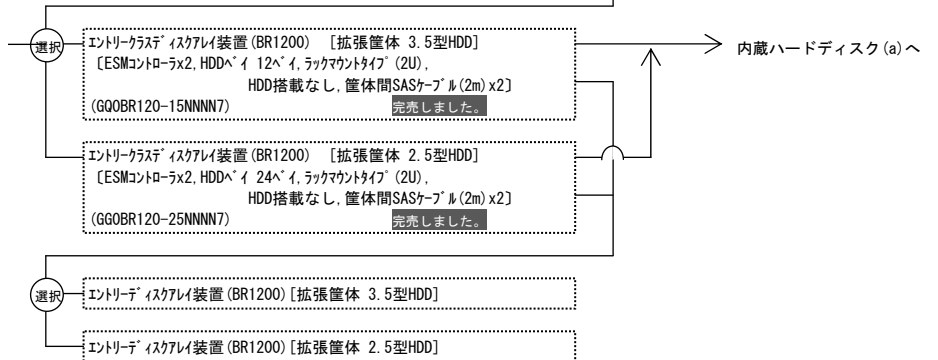 選択
エントリークラスディスクアレイ装置(BR1200) [拡張筐体 3.5型HDD]
〔ESMコントローラx2,HDDベイ 12ベイ,ラックマウントタイプ(2U),
HDD搭載なし,筐体間SASケーブル(2m)x2〕
(GQOBR120-15NNNN7) 完売しました。
内蔵ハードディスク(a)へ
エントリークラスディスクアレイ装置(BR1200) [拡張筐体 2.5型HDD]
〔ESMコントローラx2,HDDベイ 24ベイ,ラックマウントタイプ(2U),
HDD搭載なし,筐体間SASケーブル(2m)x2〕
(GGOBR120-25NNNN7) 完売しました。
選択
エントリーディスクアレイ装置(BR1200)[拡張筐体 3.5型HDD]
エントリーディスクアレイ装置(BR1200)[拡張筐体 2.5型HDD]